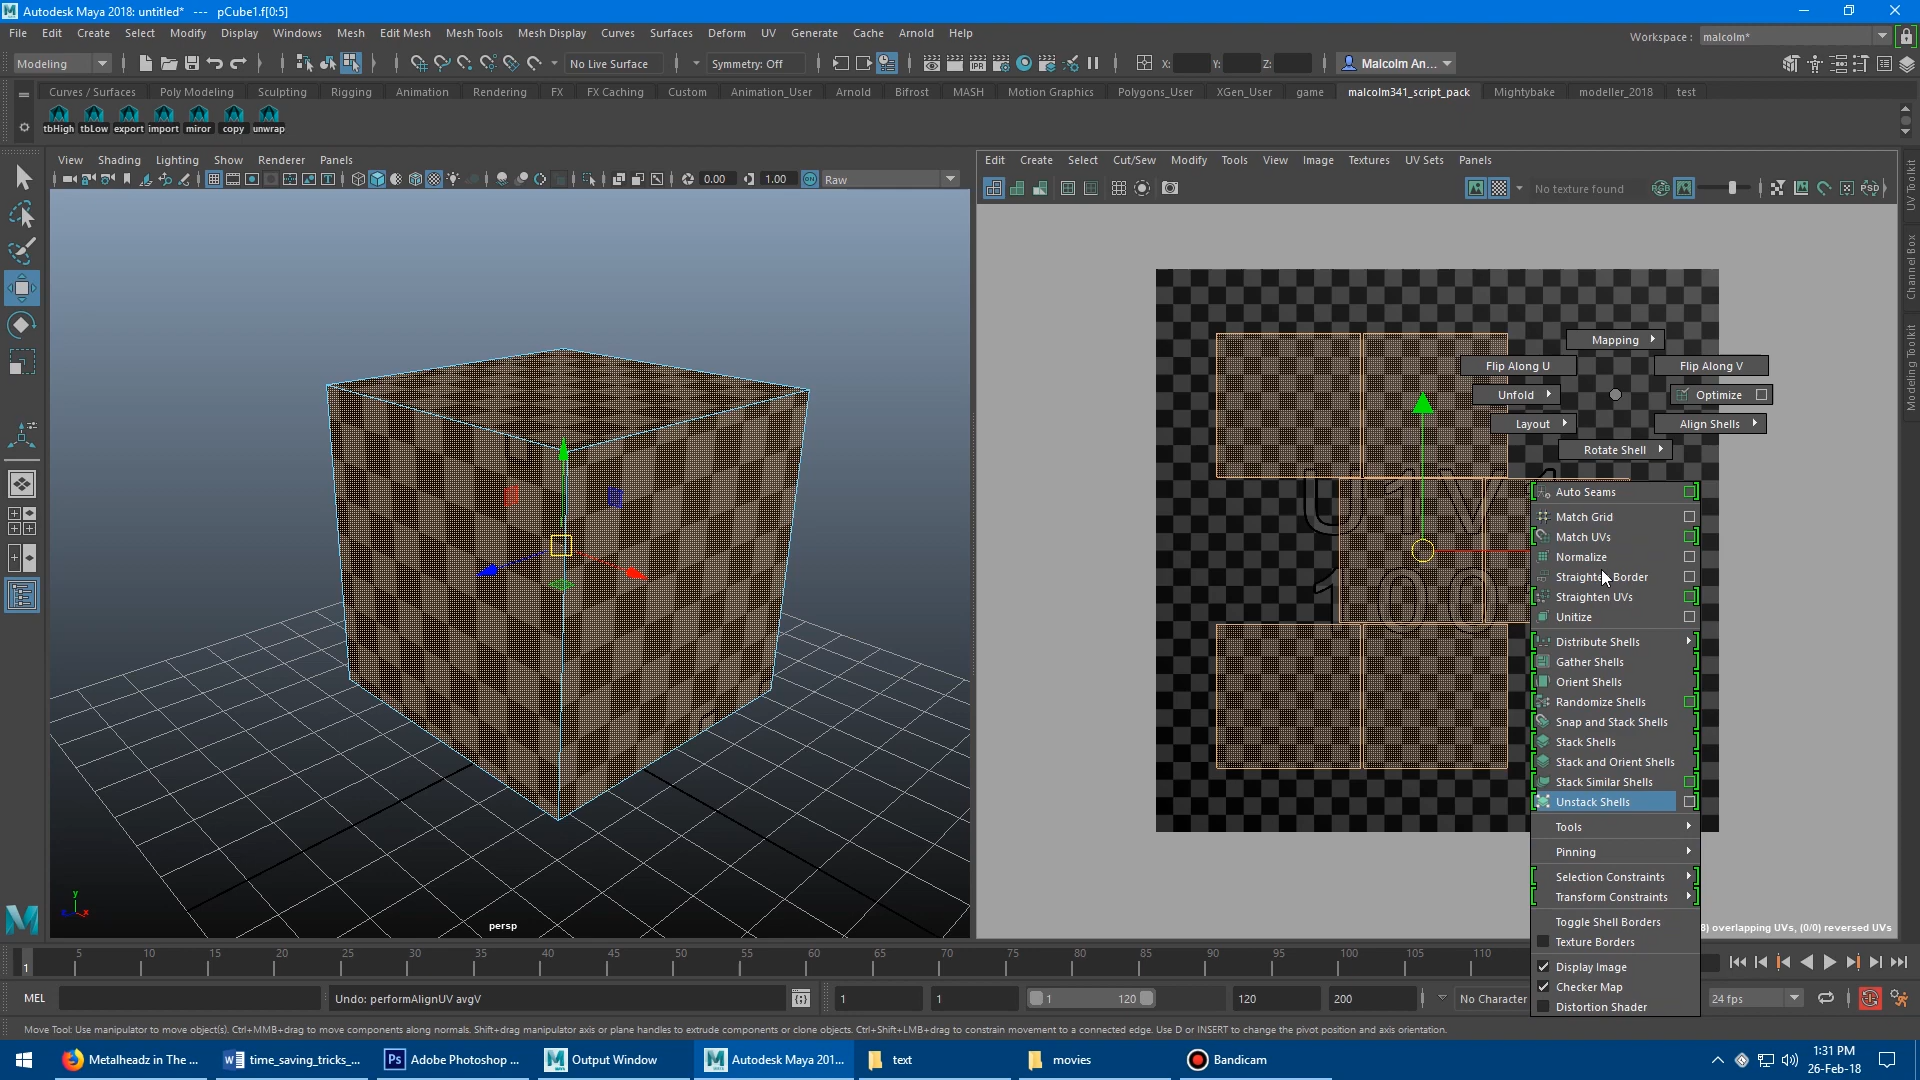 Autodesk Maya 2018: untitled* --- pCube1.f[0:5]
File Edit Create Select Modify Display Windows Mesh Edit Mesh Mesh Tools Mesh Display Curves Surfaces Deform UV Generate Cache Arnold Help
Workspace : malcolm*
Modeling No Live Surface Symmetry: Off X: Y: Z: Malcolm An...
Curves / Surfaces Poly Modeling Sculpting Rigging Animation Rendering FX FX Caching Custom Animation_User Arnold Bifrost MASH Motion Graphics Polygons_User XGen_User game malcolm341_script_pack Mightybake modeller_2018 test
tbHigh tbLow export import miror copy unwrap
View Shading Lighting Show Renderer Panels
0.00 1.00 ON Raw
Edit Create Select Cut/Sew Modify Tools View Image Textures UV Sets Panels
No texture found RGB PSD
UV Toolkit
Channel Box
Modeling Toolkit
Mapping
Flip Along U Flip Along V
Unfold Optimize
Layout Align Shells
Rotate Shell
U1V1
100
Auto Seams
Match Grid
Match UVs
Normalize
Straighten Border
Straighten UVs
Unitize
Distribute Shells
Gather Shells
Orient Shells
Randomize Shells
Snap and Stack Shells
Stack Shells
Stack and Orient Shells
Stack Similar Shells
Unstack Shells
Tools
Pinning
Selection Constraints
Transform Constraints
Toggle Shell Borders
Texture Borders
Display Image
Checker Map
Distortion Shader
y
x
persp
overlapping UVs, (0/0) reversed UVs
1 5 10 15 20 25 30 35 40 45 50 55 60 65 70 75 80 85 90 95 100 105 110
MEL Undo: performAlignUV avgV 1 1 1 120 120 200 No Character 24 fps
Move Tool: Use manipulator to move object(s). Ctrl+MMB+drag to move components along normals. Shift+drag manipulator axis or plane handles to extrude components or clone objects. Ctrl+Shift+LMB+drag to constrain movement to a connected edge. Use D or INSERT to change the pivot position and axis orientation.
Metalheadz in The ... time_saving_tricks_... Adobe Photoshop ... Output Window Autodesk Maya 201... text movies Bandicam
1:31 PM
26-Feb-18